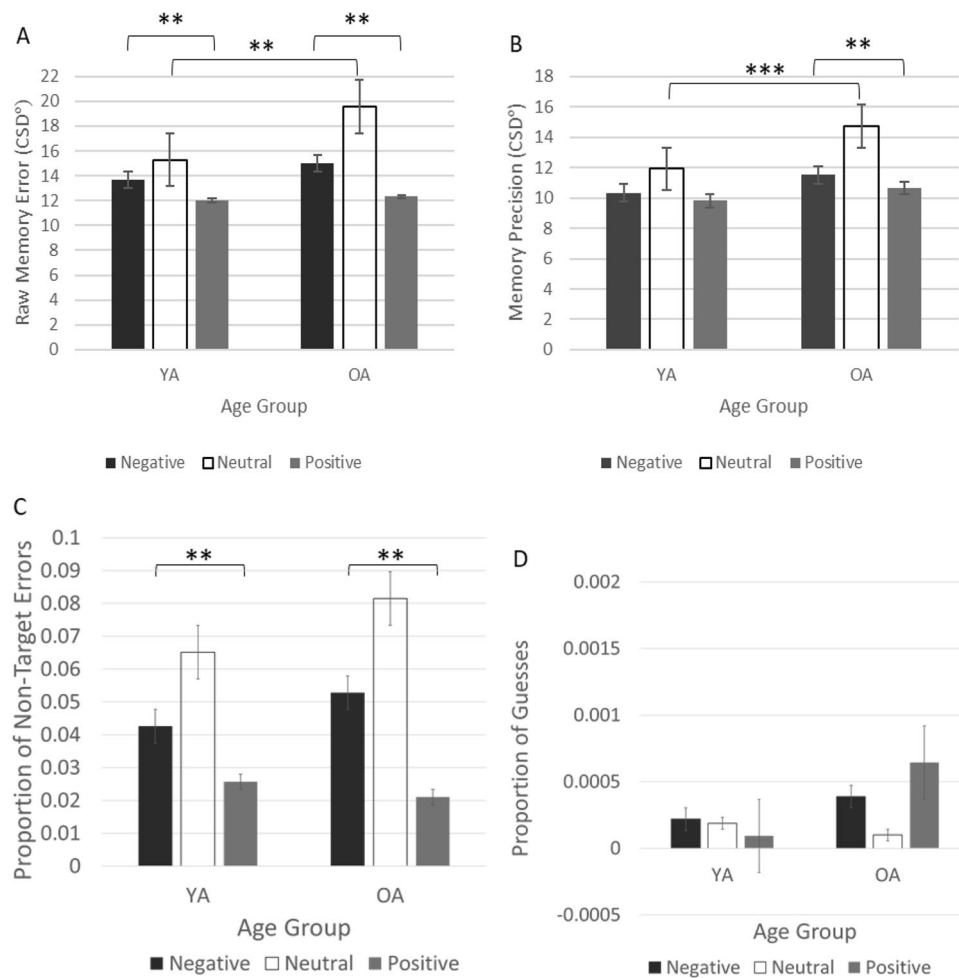 A
** **
**
Raw Memory Error (CSD°)
22
20
18
16
14
12
10
8
6
4
2
0
YA OA
Age Group
Negative Neutral Positive
B
**
***
Memory Precision (CSD°)
18
16
14
12
10
8
6
4
2
0
YA OA
Age Group
Negative Neutral Positive
C
** **
Proportion of Non-Target Errors
0.1
0.09
0.08
0.07
0.06
0.05
0.04
0.03
0.02
0.01
0
YA OA
Age Group
Negative Neutral Positive
D
Proportion of Guesses
0.002
0.0015
0.001
0.0005
0
-0.0005
YA OA
Age Group
Negative Neutral Positive